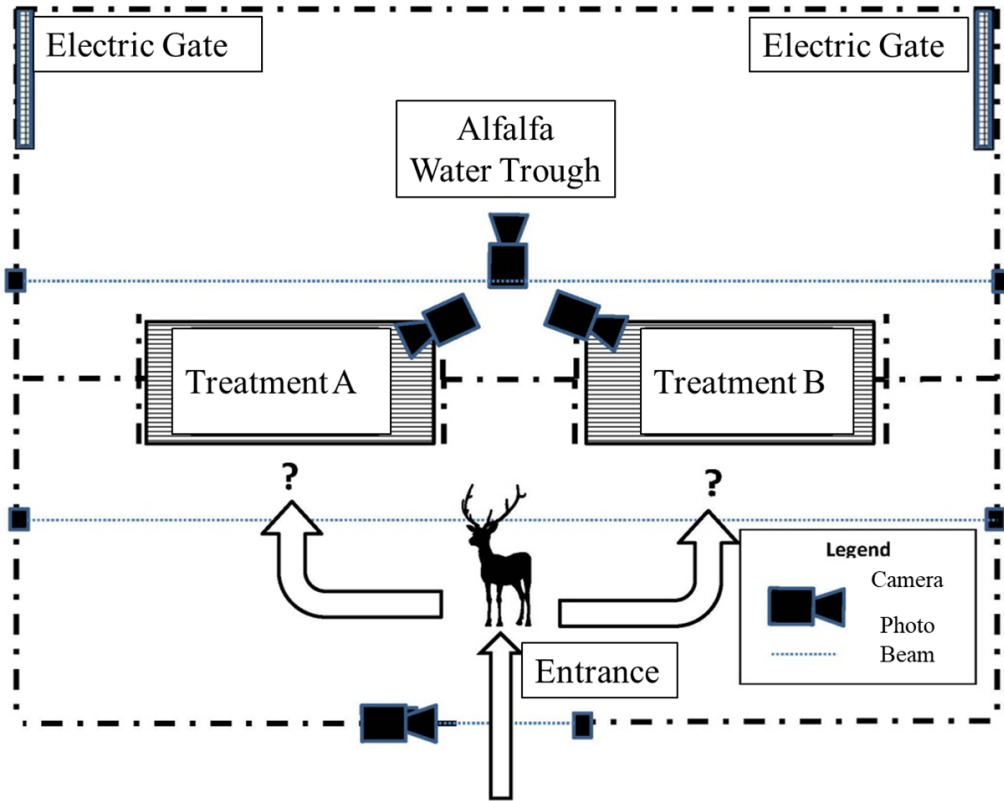 Electric Gate
Electric Gate
Alfalfa
Water Trough
Treatment A
Treatment B
?
?
Entrance
Legend
Camera
Photo
Beam